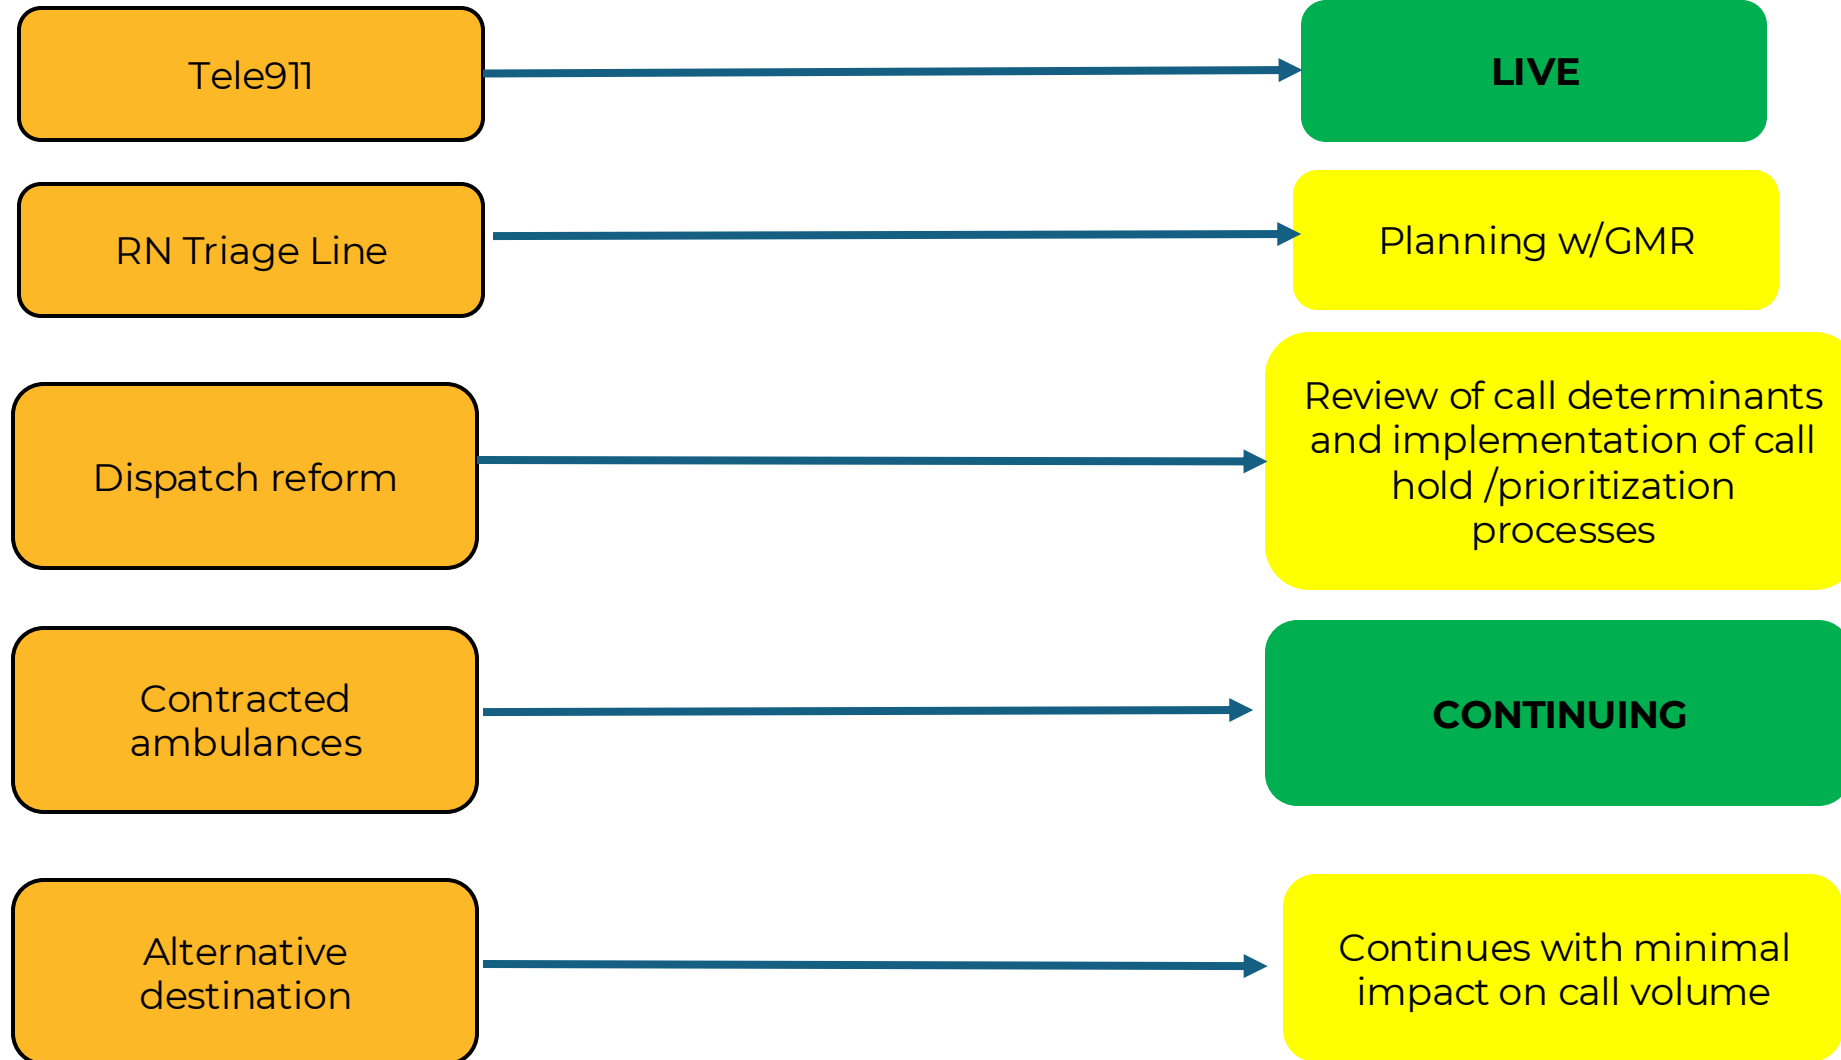 Tele911
LIVE
RN Triage Line
Planning w/GMR
Dispatch reform
Review of call determinants
and implementation of call
hold /prioritization
processes
Contracted
ambulances
CONTINUING
Alternative
destination
Continues with minimal
impact on call volume